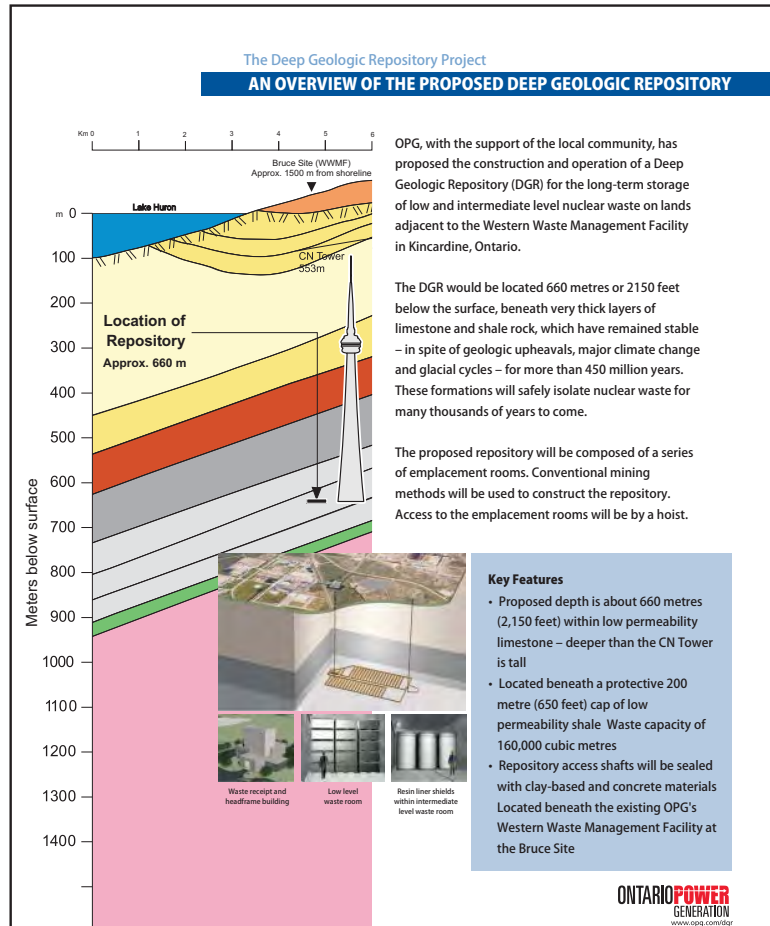 The Deep Geologic Repository Project
AN OVERVIEW OF THE PROPOSED DEEP GEOLOGIC REPOSITORY
Km 0 1 2 3 4 5 6
Bruce Site (WWMF)
Approx. 1500 m from shoreline
Lake Huron
m 0
100
200
300
400
500
600
700
800
900
1000
1100
1200
1300
1400
Meters below surface
CN Tower
553m
Location of
Repository
Approx. 660 m
OPG, with the support of the local community, has
proposed the construction and operation of a Deep
Geologic Repository (DGR) for the long-term storage
of low and intermediate level nuclear waste on lands
adjacent to the Western Waste Management Facility
in Kincardine, Ontario.
The DGR would be located 660 metres or 2150 feet
below the surface, beneath very thick layers of
limestone and shale rock, which have remained stable
– in spite of geologic upheavals, major climate change
and glacial cycles – for more than 450 million years.
These formations will safely isolate nuclear waste for
many thousands of years to come.
The proposed repository will be composed of a series
of emplacement rooms. Conventional mining
methods will be used to construct the repository.
Access to the emplacement rooms will be by a hoist.
Waste receipt and
headframe building
Low level
waste room
Resin liner shields
within intermediate
level waste room
Key Features
• Proposed depth is about 660 metres
(2,150 feet) within low permeability
limestone – deeper than the CN Tower
is tall
• Located beneath a protective 200
metre (650 feet) cap of low
permeability shale Waste capacity of
160,000 cubic metres
• Repository access shafts will be sealed
with clay-based and concrete materials
Located beneath the existing OPG's
Western Waste Management Facility at
the Bruce Site
ONTARIOPOWER
GENERATION
www.opg.com/dgr